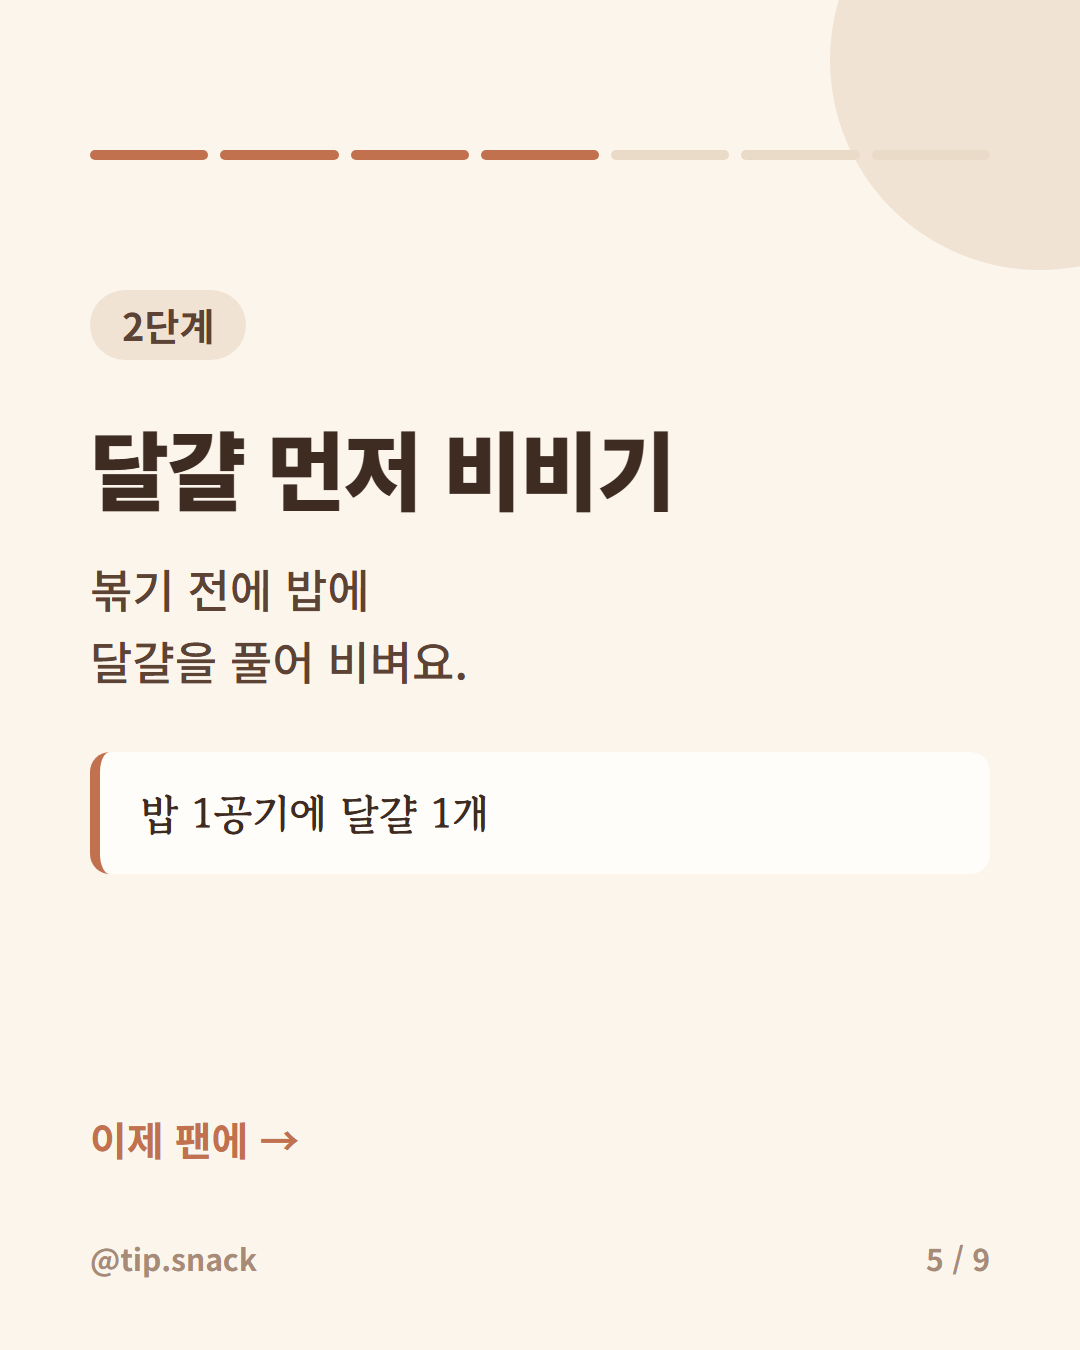 2단계
달걀 먼저 비비기
볶기 전에 밥에
달걀을 풀어 비벼요.
밥 1공기에 달걀 1개
이제 팬에 →
@tip.snack
5 / 9